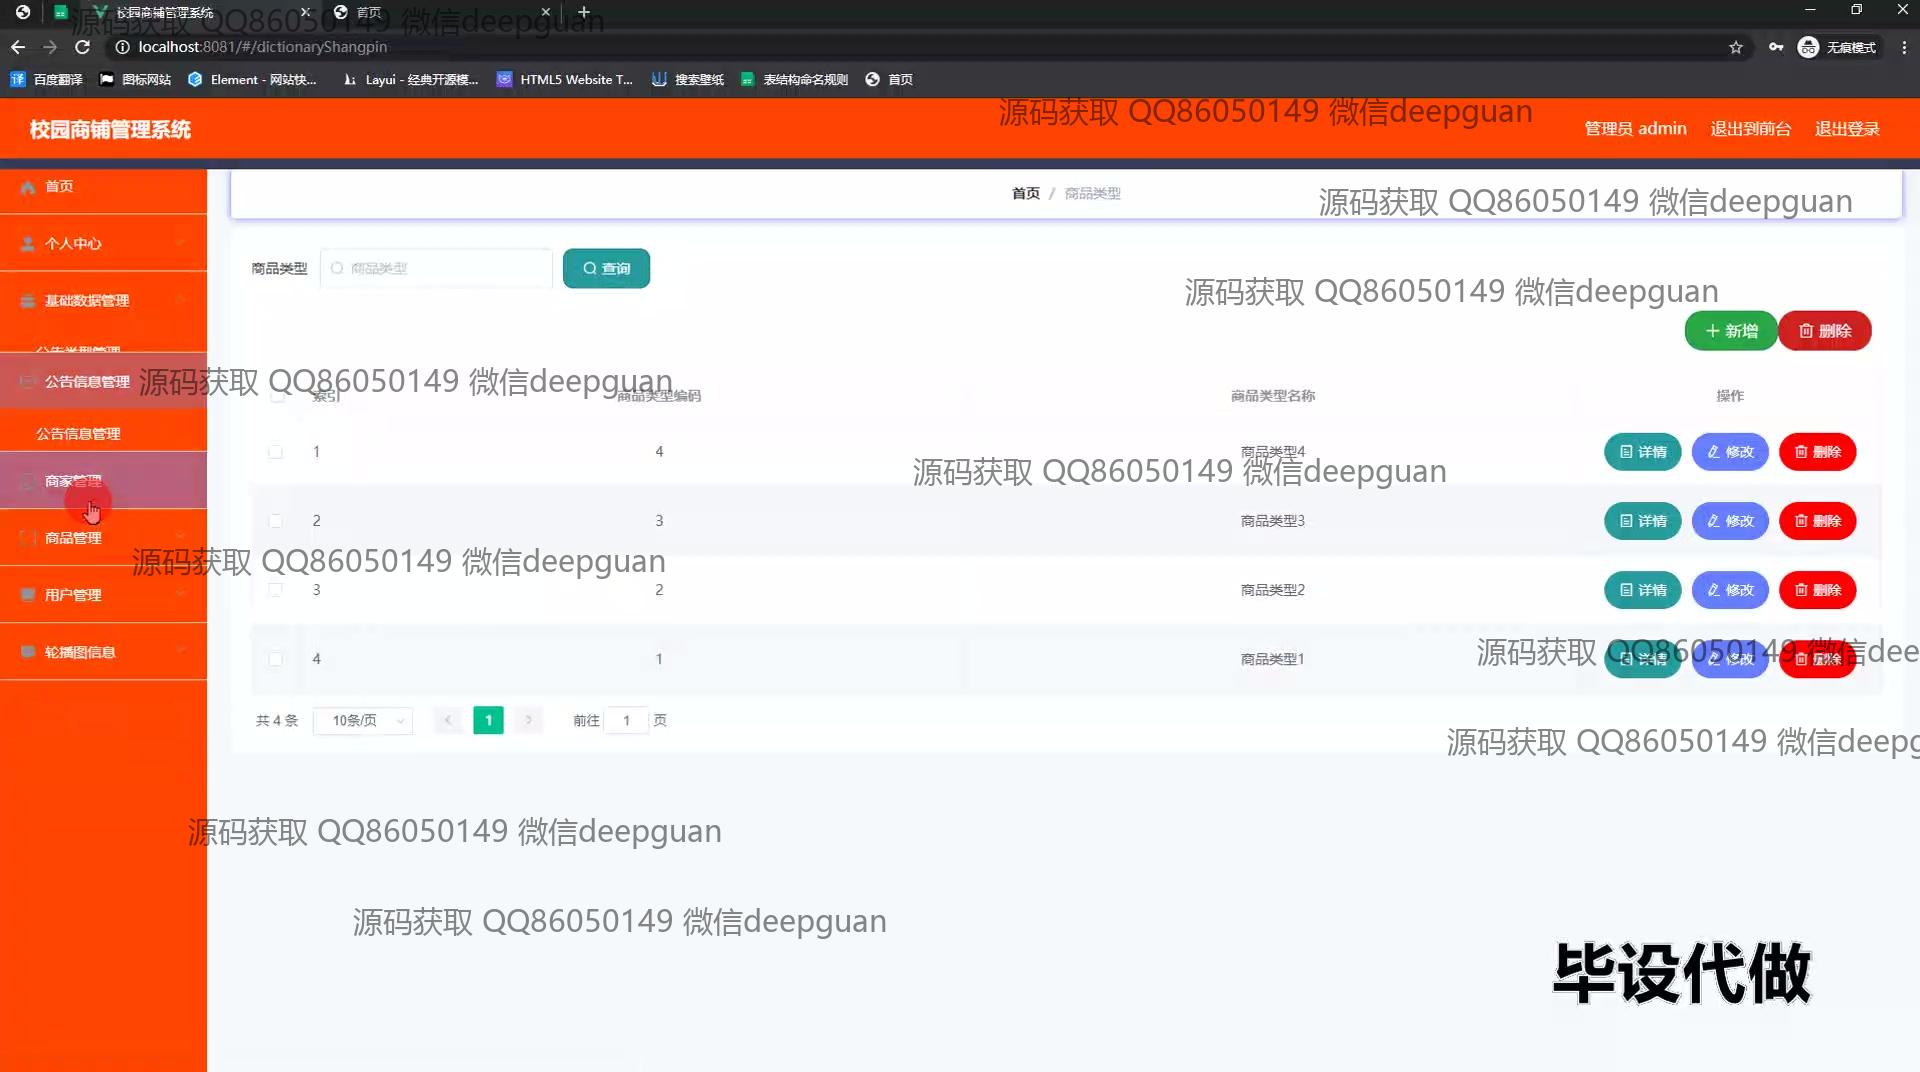 校园商铺管理系统
首页
源码获取 QQ86050149 微信deepguan
localhost:8081/#/dictionaryShangpin
无痕模式
百度翻译
图标网站
Element - 网站快...
Layui - 经典开源模...
HTML5 Website T...
搜索壁纸
表结构命名规则
首页
源码获取 QQ86050149 微信deepguan
校园商铺管理系统
管理员 admin
退出到前台
退出登录
首页
首页 / 商品类型
源码获取 QQ86050149 微信deepguan
个人中心
商品类型
商品类型
查询
基础数据管理
源码获取 QQ86050149 微信deepguan
新增
删除
公告类型管理
公告信息管理
源码获取 QQ86050149 微信deepguan
索引
商品类型编码
商品类型名称
操作
公告信息管理
1
4
商品类型4
详情
修改
删除
源码获取 QQ86050149 微信deepguan
商家管理
2
3
商品类型3
详情
修改
删除
商品管理
源码获取 QQ86050149 微信deepguan
用户管理
3
2
商品类型2
详情
修改
删除
轮播图信息
4
1
商品类型1
详情
修改
删除
源码获取 QQ86050149 微信dee
共 4 条
10条/页
1
前往
1
页
源码获取 QQ86050149 微信deepg
源码获取 QQ86050149 微信deepguan
源码获取 QQ86050149 微信deepguan
毕设代做